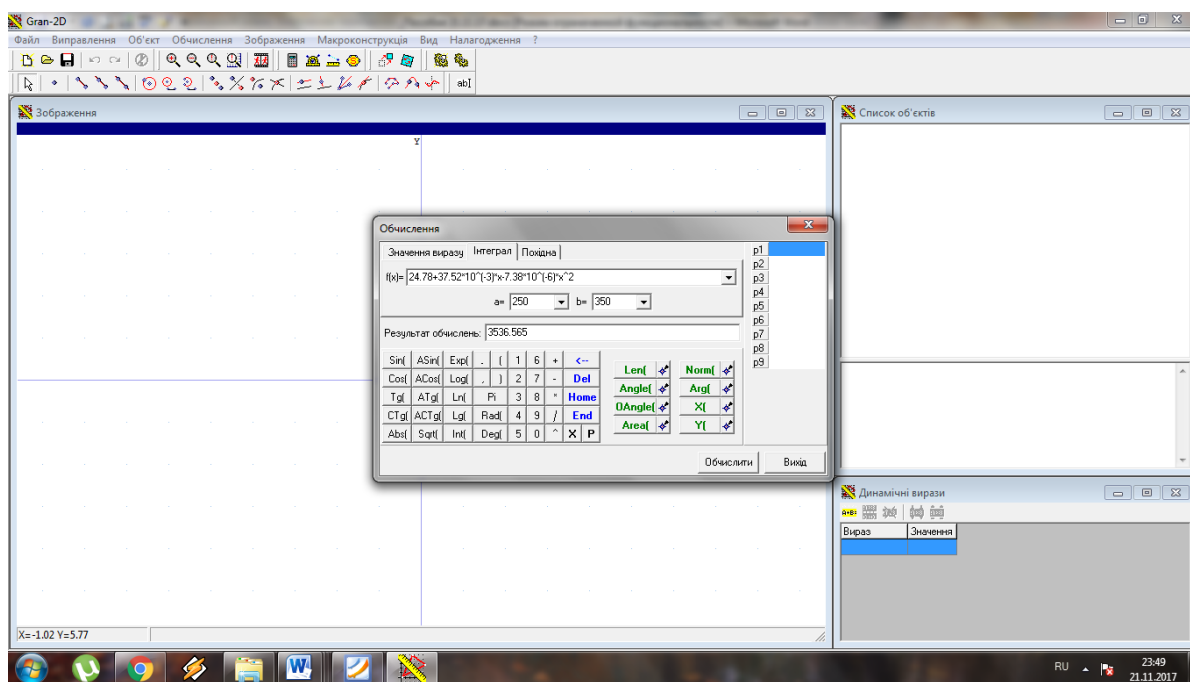 Gran-2D
Файл Виправлення Об'єкт Обчислення Зображення Макроконструкція Вид Налагодження ?
abI
Зображення
Y
X=-1.02 Y=5.77
Обчислення
Значення виразу Інтеграл Похідна
f(x)= 24.78+37.52*10^(-3)*x-7.38*10^(-6)*x^2
a= 250 b= 350
Результат обчислень: 3536.565
Sin( ASin( Exp( . ( 1 6 + <--
Cos( ACos( Log( , ) 2 7 - Del
Tg( ATg( Ln( Pi 3 8 * Home
CTg( ACTg( Lg( Rad( 4 9 / End
Abs( Sqrt( Int( Deg( 5 0 ^ X P
Len( Norm(
Angle( Arg(
OAngle( X(
Area( Y(
Обчислити Вихід
p1
p2
p3
p4
p5
p6
p7
p8
p9
Список об'єктів
Динамічні вирази
A+B=
Вираз Значення
RU
23:49
21.11.2017